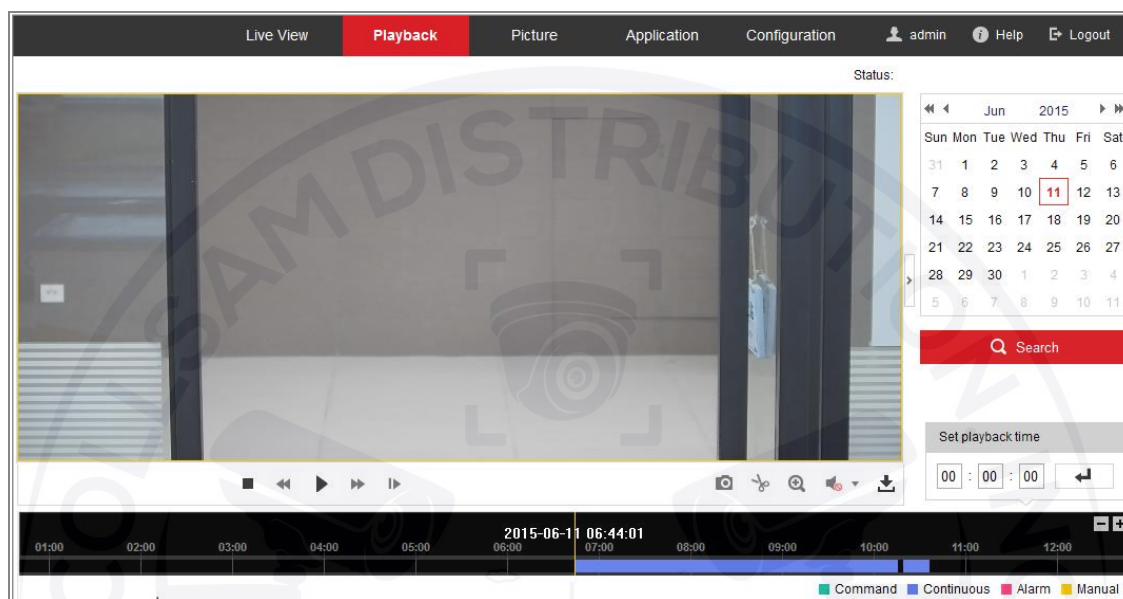 Live View Playback Picture Application Configuration admin Help Logout
Status:
Jun 2015
Sun Mon Tue Wed Thu Fri Sat
31 1 2 3 4 5 6
7 8 9 10 11 12 13
14 15 16 17 18 19 20
21 22 23 24 25 26 27
28 29 30 1 2 3 4
5 6 7 8 9 10 11
Search
Set playback time
00 : 00 : 00
2015-06-11 06:44:01
01:00 02:00 03:00 04:00 05:00 06:00 07:00 08:00 09:00 10:00 11:00 12:00
Command Continuous Alarm Manual
DISTRIBUTION